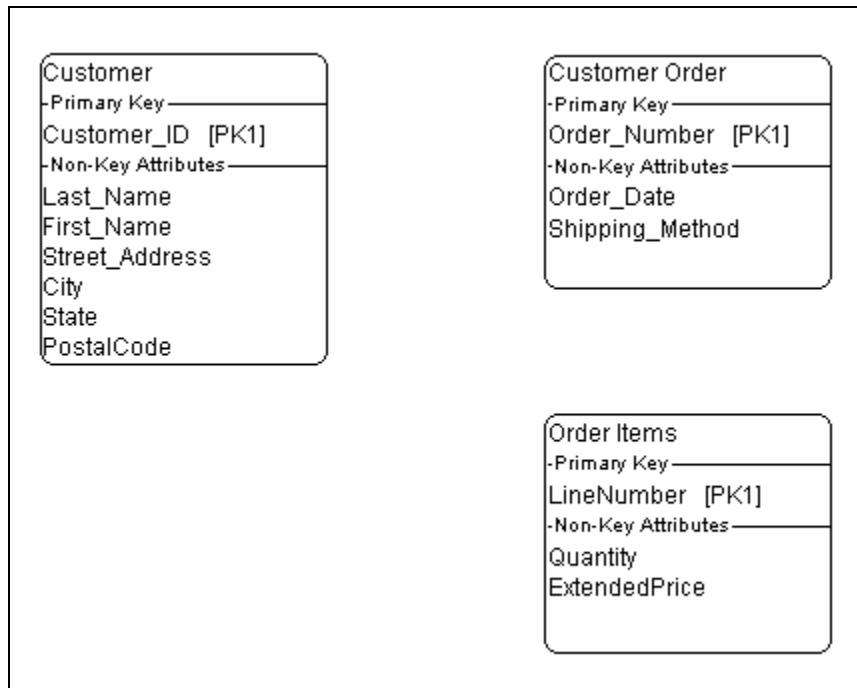 Customer
Primary Key
Customer_ID [PK1]
Non-Key Attributes
Last_Name
First_Name
Street_Address
City
State
PostalCode
Customer Order
Primary Key
Order_Number [PK1]
Non-Key Attributes
Order_Date
Shipping_Method
Order Items
Primary Key
LineNumber [PK1]
Non-Key Attributes
Quantity
ExtendedPrice